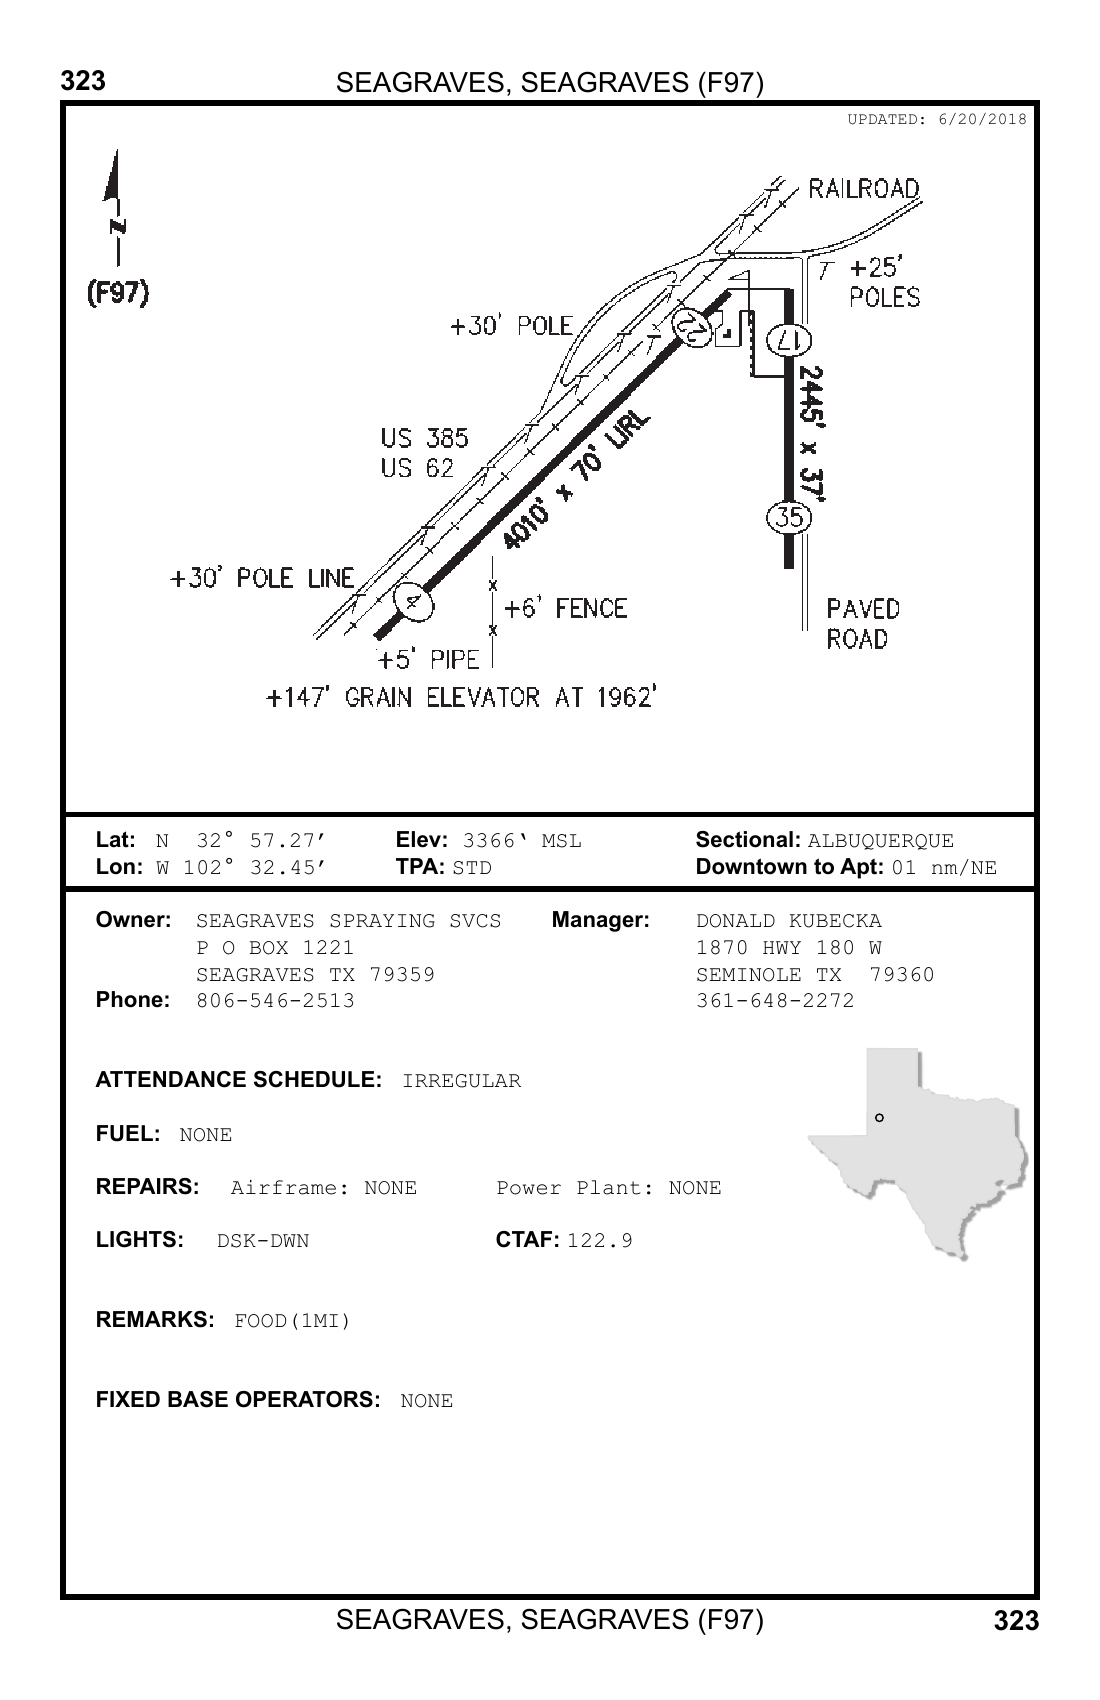 323
SEAGRAVES, SEAGRAVES (F97)
UPDATED: 6/20/2018
N
(F97)
RAILROAD
T +25'
POLES
+30' POLE
22
17
2445' x 37'
35
US 385
US 62
4010' x 70' LIRL
+30' POLE LINE
4
+6' FENCE
PAVED
ROAD
+5' PIPE
+147' GRAIN ELEVATOR AT 1962'
Lat: N 32° 57.27′ Elev: 3366‘ MSL Sectional: ALBUQUERQUE
Lon: W 102° 32.45′ TPA: STD Downtown to Apt: 01 nm/NE
Owner: SEAGRAVES SPRAYING SVCS Manager: DONALD KUBECKA
P O BOX 1221 1870 HWY 180 W
SEAGRAVES TX 79359 SEMINOLE TX 79360
Phone: 806-546-2513 361-648-2272
ATTENDANCE SCHEDULE: IRREGULAR
FUEL: NONE
REPAIRS: Airframe: NONE Power Plant: NONE
LIGHTS: DSK-DWN CTAF: 122.9
REMARKS: FOOD(1MI)
FIXED BASE OPERATORS: NONE
SEAGRAVES, SEAGRAVES (F97)
323